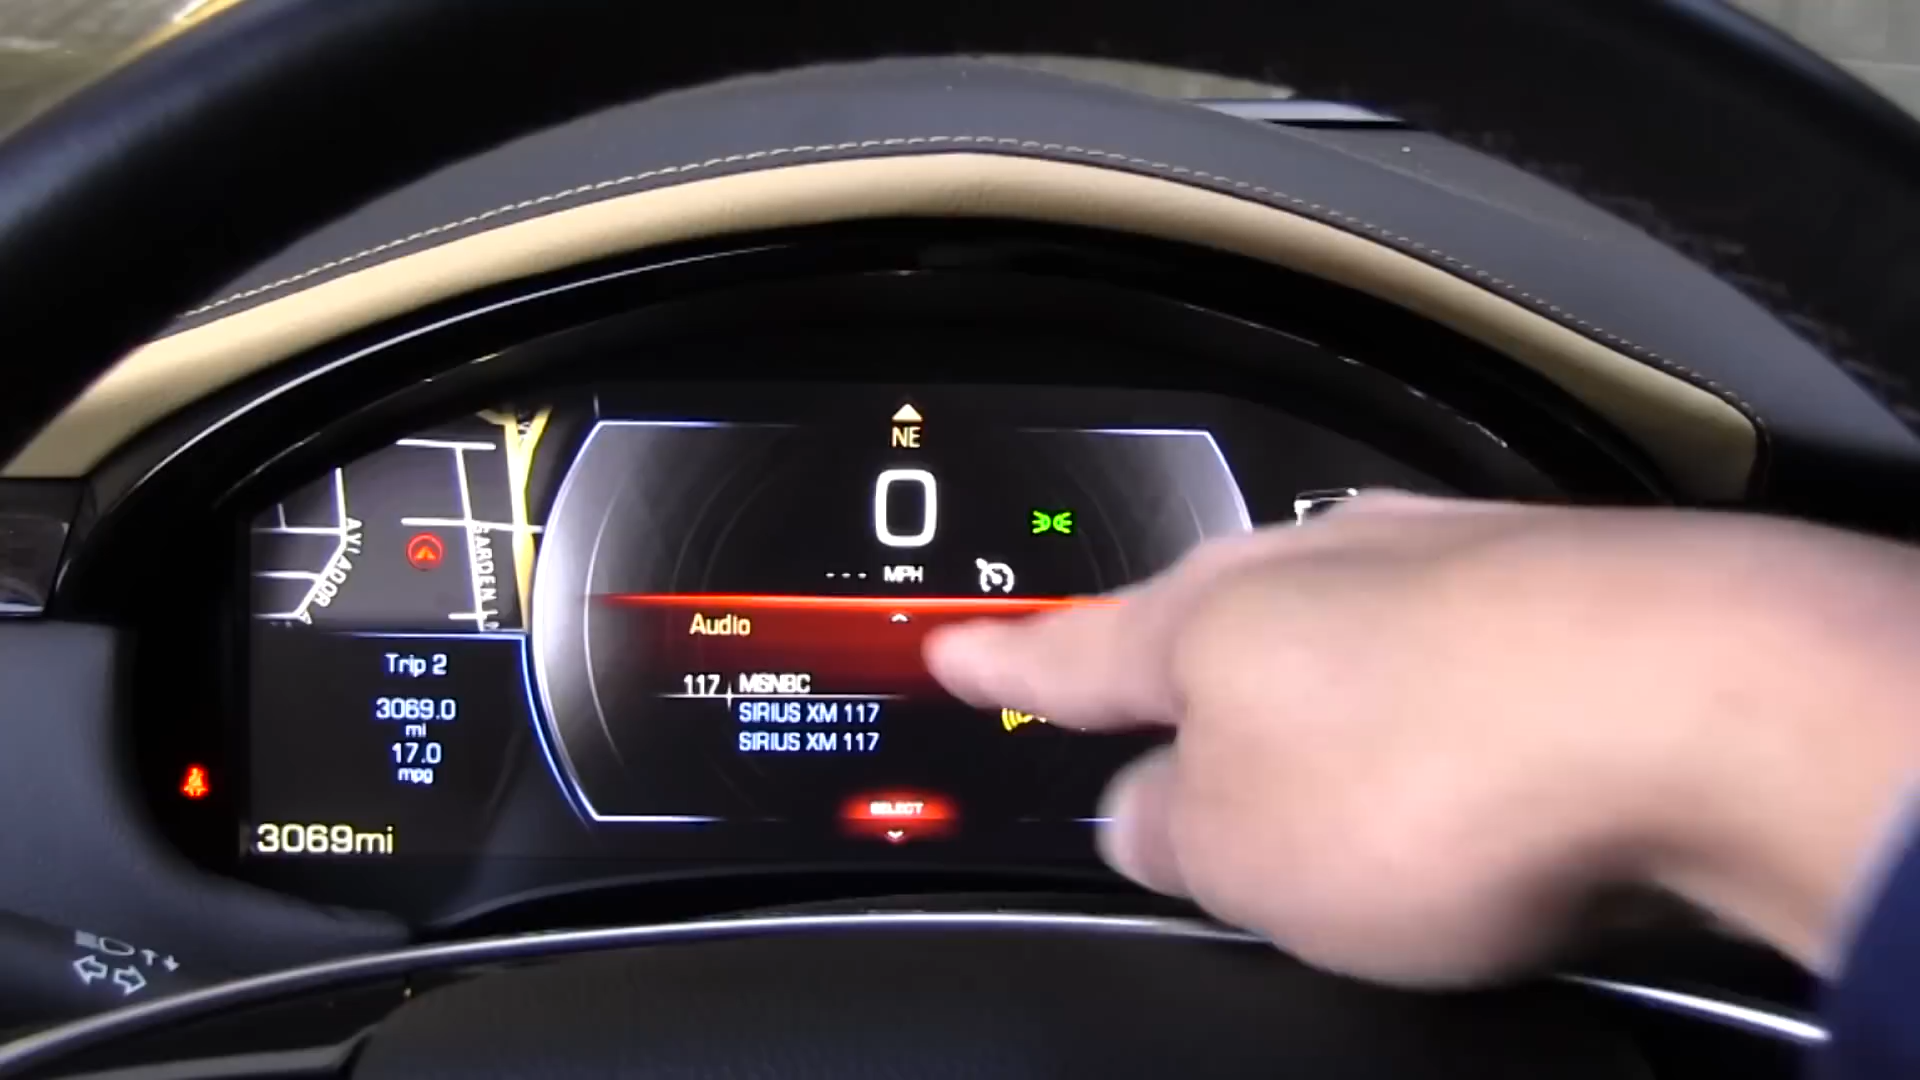 NE
0
--- MPH
AVIADOR
GARDEN LN
Audio
117 MSNBC
SIRIUS XM 117
SIRIUS XM 117
SELECT
Trip 2
3069.0
mi
17.0
mpg
3069mi